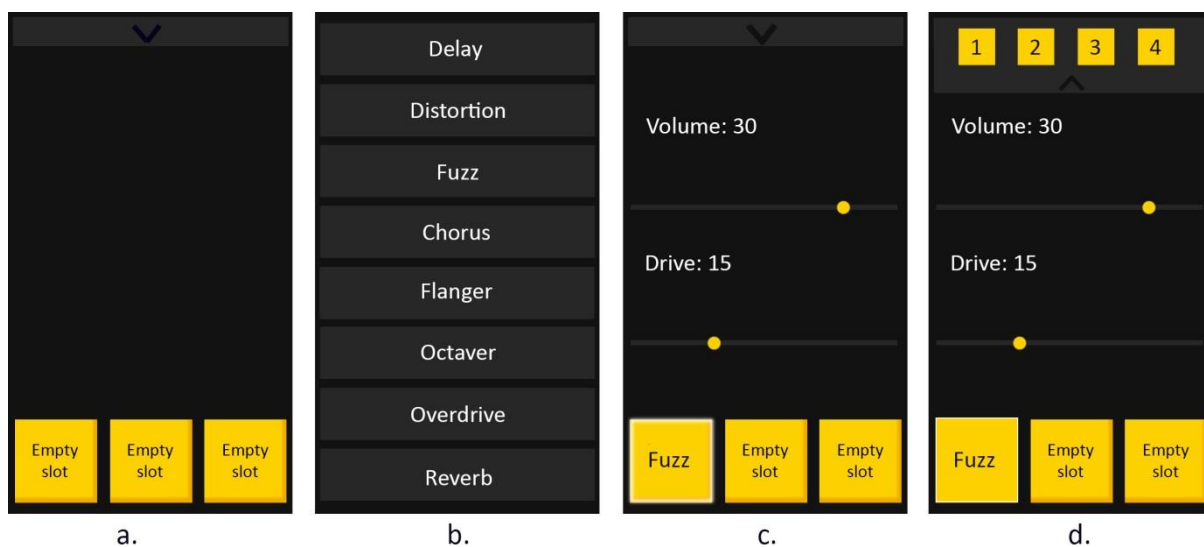 Empty
slot
Empty
slot
Empty
slot
a.
Delay
Distortion
Fuzz
Chorus
Flanger
Octaver
Overdrive
Reverb
b.
Volume: 30
Drive: 15
Fuzz
Empty
slot
Empty
slot
c.
1 2 3 4
Volume: 30
Drive: 15
Fuzz
Empty
slot
Empty
slot
d.